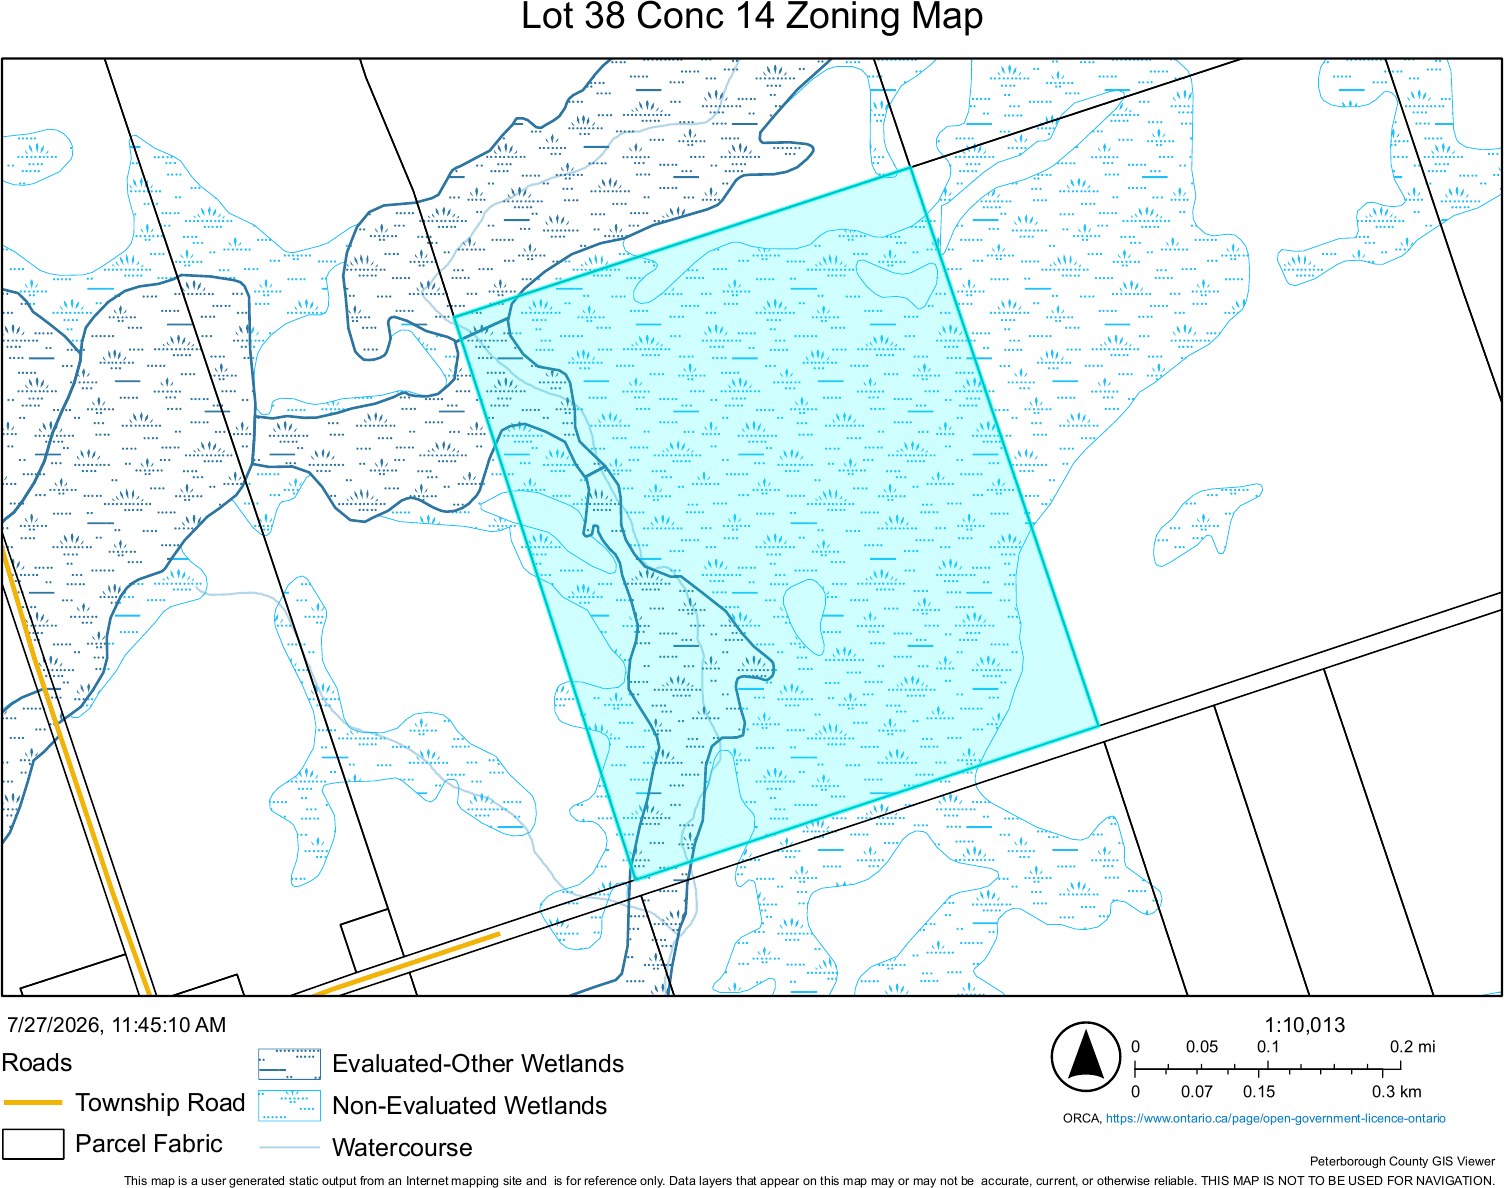 Lot 38 Conc 14 Zoning Map
7/27/2026, 11:45:10 AM
Roads
Township Road
Parcel Fabric
Evaluated-Other Wetlands
Non-Evaluated Wetlands
Watercourse
1:10,013
0 0.05 0.1 0.2 mi
0 0.07 0.15 0.3 km
ORCA, https://www.ontario.ca/page/open-government-licence-ontario
Peterborough County GIS Viewer
This map is a user generated static output from an Internet mapping site and is for reference only. Data layers that appear on this map may or may not be accurate, current, or otherwise reliable. THIS MAP IS NOT TO BE USED FOR NAVIGATION.